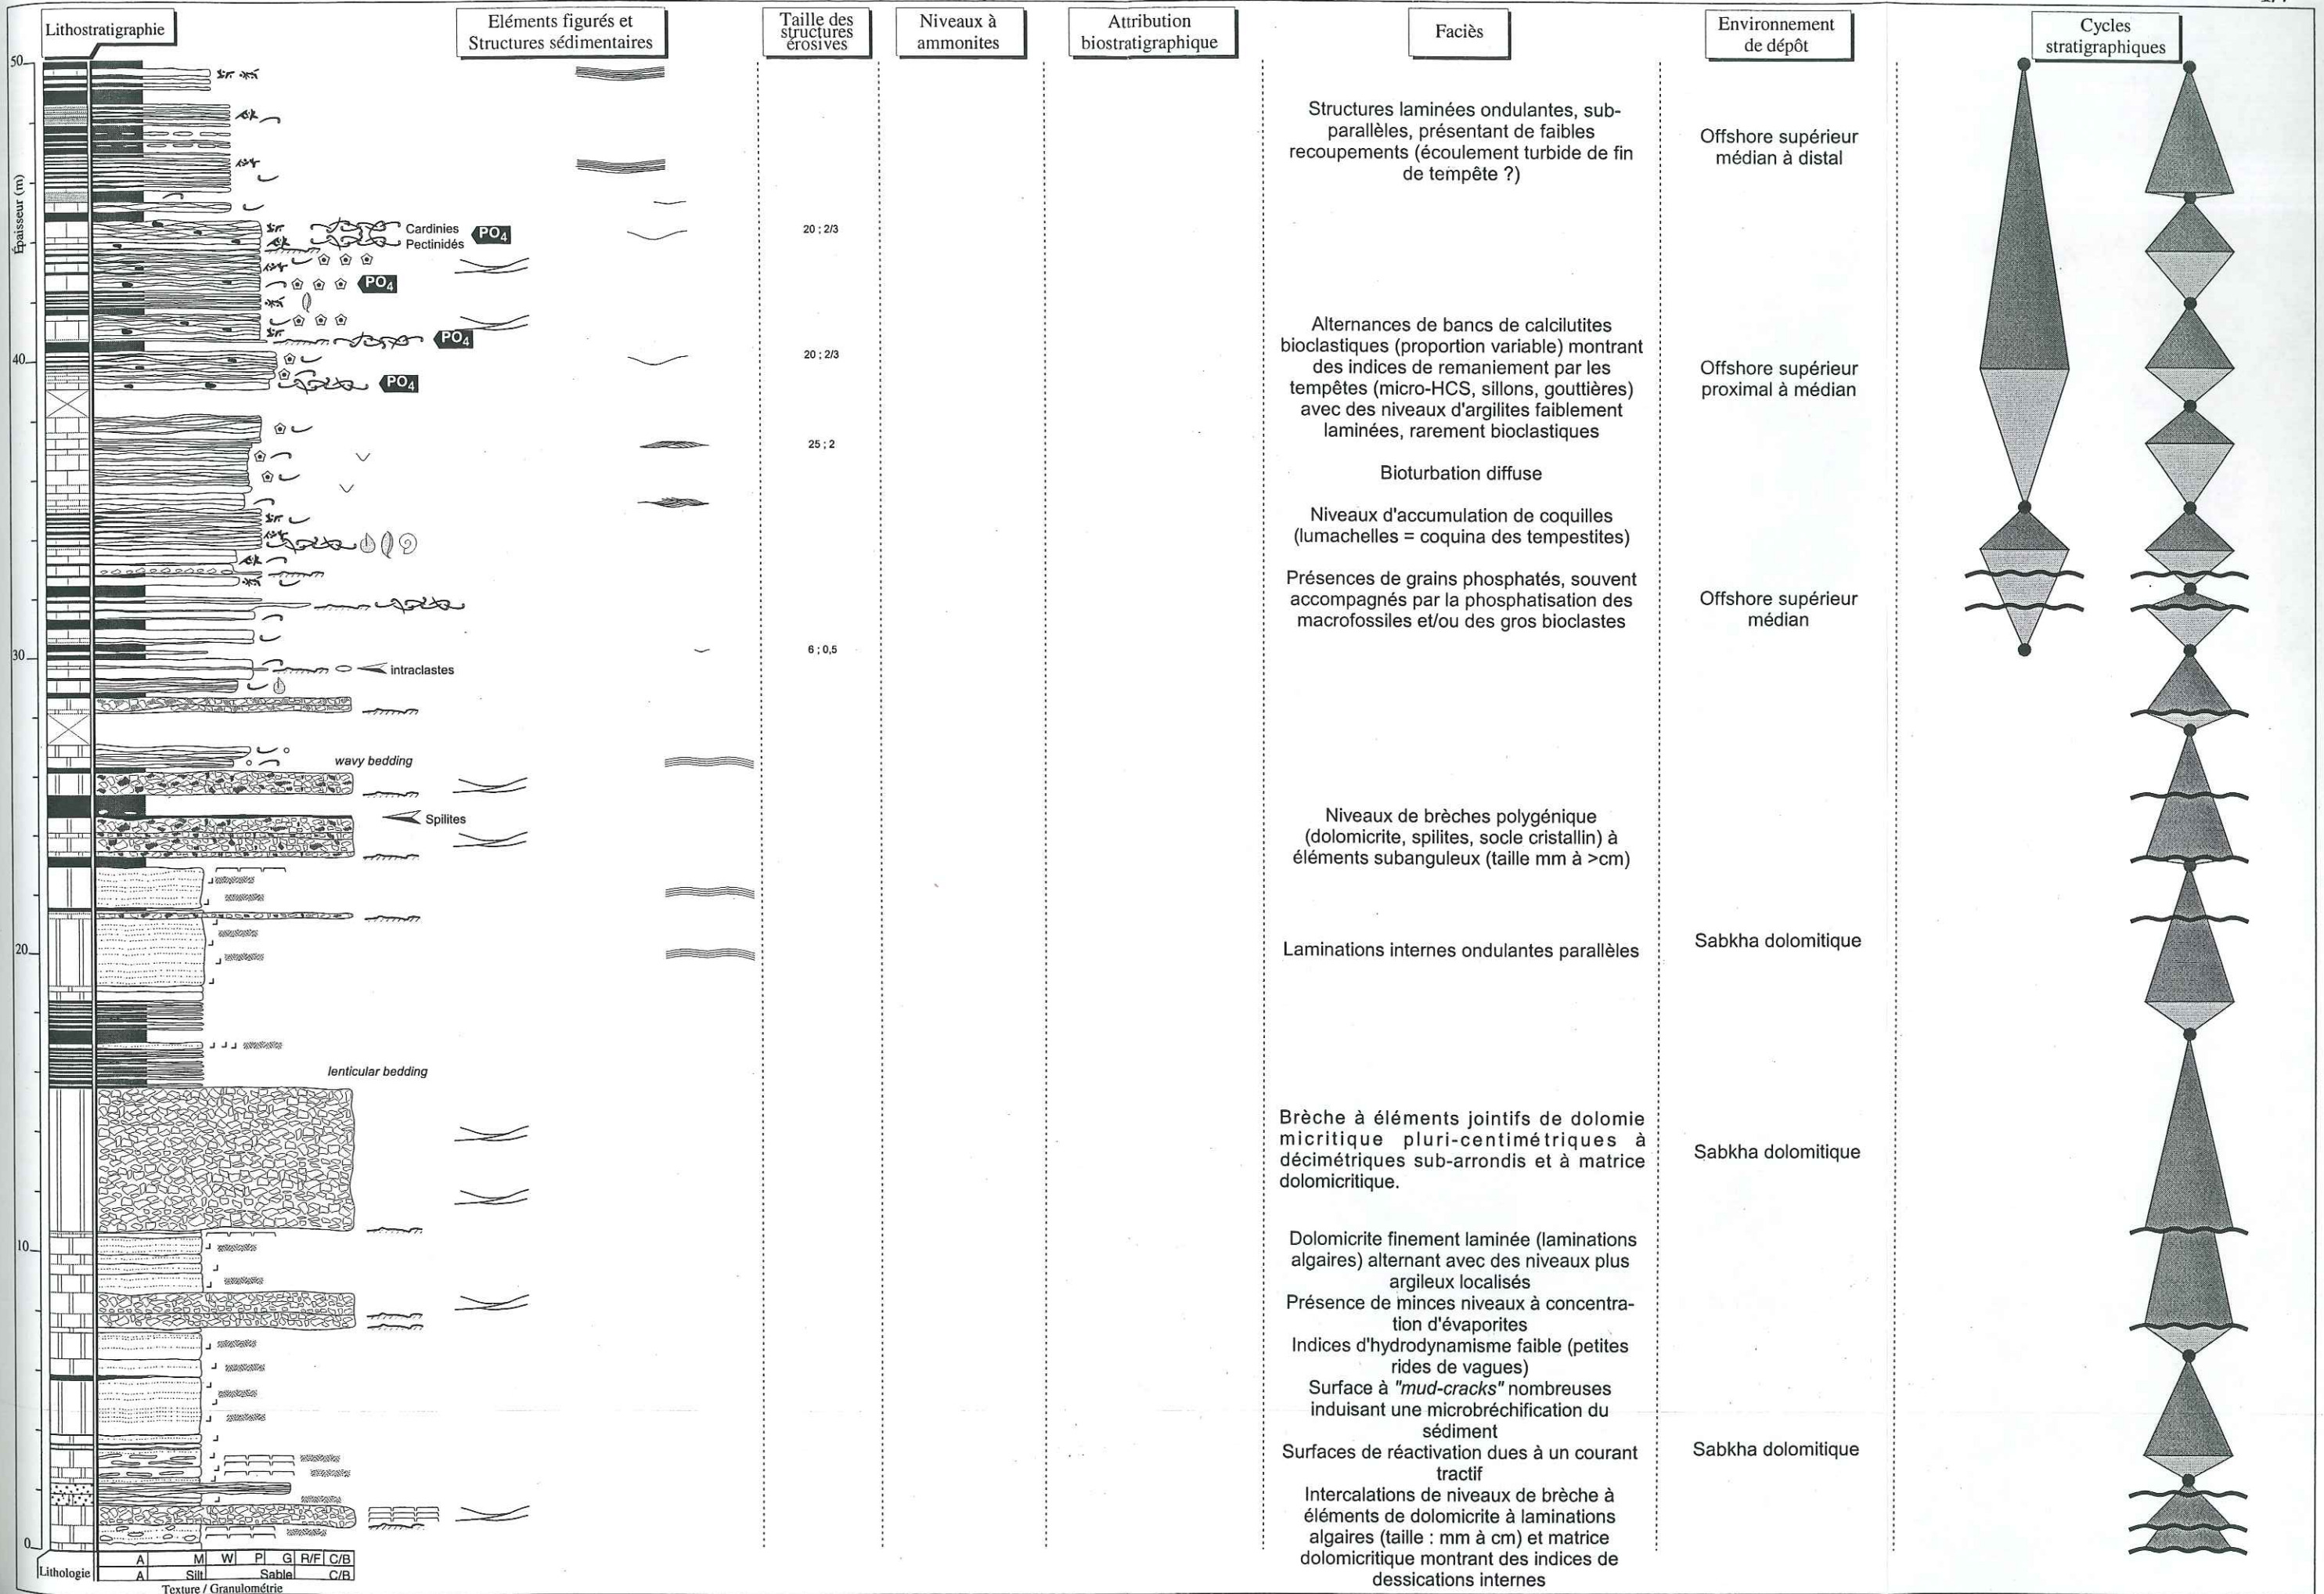 Lithostratigraphie
Eléments figurés et
Structures sédimentaires
Taille des
structures
érosives
Niveaux à
ammonites
Attribution
biostratigraphique
Faciès
Environnement
de dépôt
Cycles
stratigraphiques
50
Épaisseur (m)
40
30
20
10
0
Cardinies
Pectinidés
PO4
PO4
PO4
PO4
intraclastes
wavy bedding
Spilites
lenticular bedding
20 ; 2/3
20 ; 2/3
25 ; 2
6 ; 0,5
Structures laminées ondulantes, sub-
parallèles, présentant de faibles
recoupements (écoulement turbide de fin
de tempête ?)
Offshore supérieur
médian à distal
Alternances de bancs de calcilutites
bioclastiques (proportion variable) montrant
des indices de remaniement par les
tempêtes (micro-HCS, sillons, gouttières)
avec des niveaux d'argilites faiblement
laminées, rarement bioclastiques
Offshore supérieur
proximal à médian
Bioturbation diffuse
Niveaux d'accumulation de coquilles
(lumachelles = coquina des tempestites)
Présences de grains phosphatés, souvent
accompagnés par la phosphatisation des
macrofossiles et/ou des gros bioclastes
Offshore supérieur
médian
Niveaux de brèches polygénique
(dolomicrite, spilites, socle cristallin) à
éléments subanguleux (taille mm à >cm)
Laminations internes ondulantes parallèles
Sabkha dolomitique
Brèche à éléments jointifs de dolomie
micritique pluri-centimétriques à
décimétriques sub-arrondis et à matrice
dolomicritique.
Sabkha dolomitique
Dolomicrite finement laminée (laminations
algaires) alternant avec des niveaux plus
argileux localisés
Présence de minces niveaux à concentra-
tion d'évaporites
Indices d'hydrodynamisme faible (petites
rides de vagues)
Surface à "mud-cracks" nombreuses
induisant une microbréchification du
sédiment
Surfaces de réactivation dues à un courant
tractif
Intercalations de niveaux de brèche à
éléments de dolomicrite à laminations
algaires (taille : mm à cm) et matrice
dolomicritique montrant des indices de
dessications internes
Sabkha dolomitique
Lithologie
A M W P G R/F C/B
A Silt Sable C/B
Texture / Granulométrie